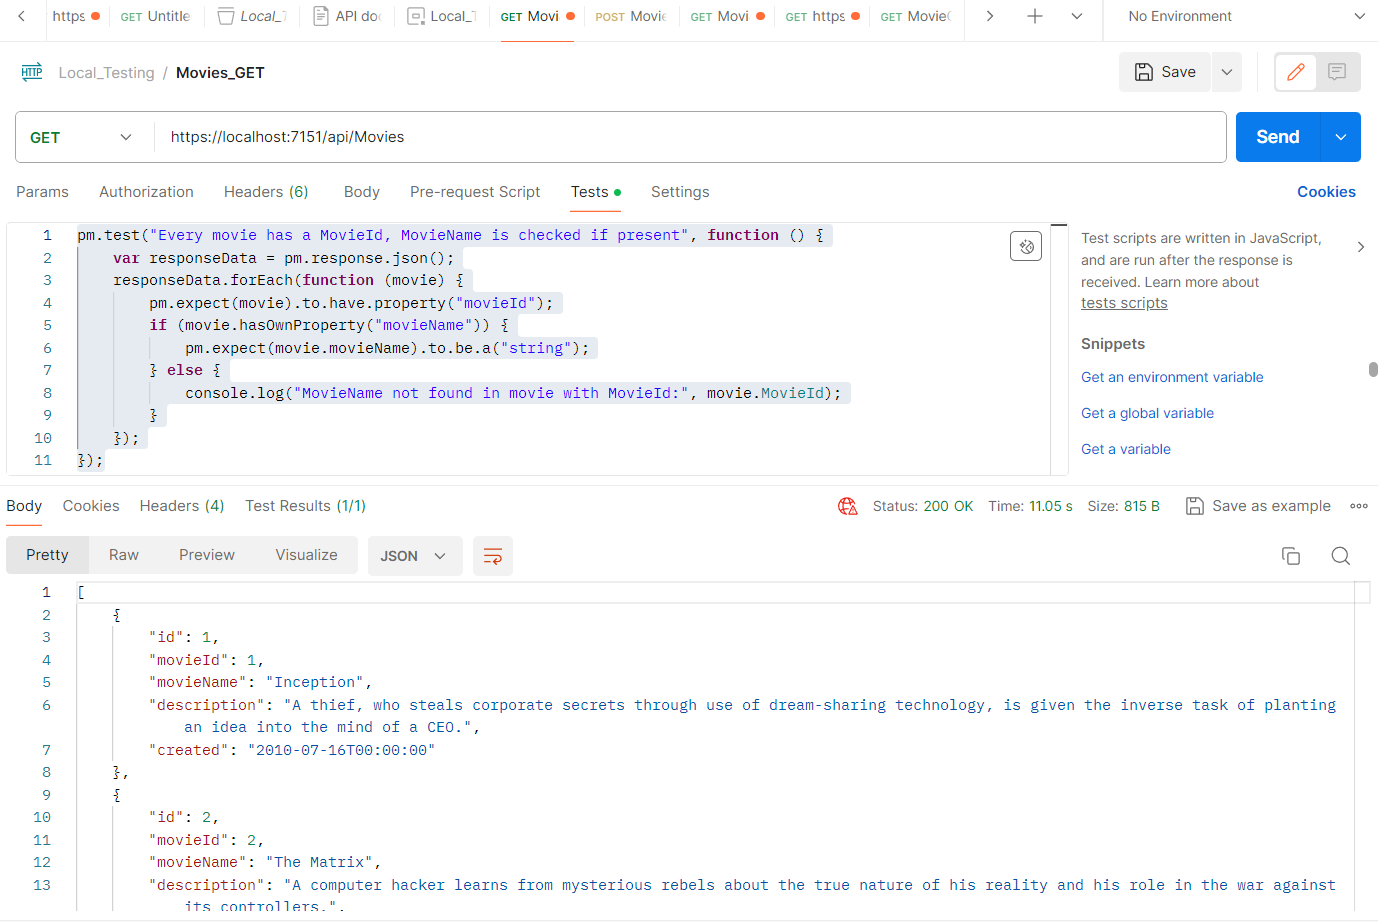 https GET Untitle Local_T API doc Local_T GET Movi POST Movie GET Movi GET https GET MovieC No Environment
HTTP Local_Testing / Movies_GET Save
GET https://localhost:7151/api/Movies Send
Params Authorization Headers (6) Body Pre-request Script Tests Settings Cookies
1 pm.test("Every movie has a MovieId, MovieName is checked if present", function () {
2 var responseData = pm.response.json();
3 responseData.forEach(function (movie) {
4 pm.expect(movie).to.have.property("movieId");
5 if (movie.hasOwnProperty("movieName")) {
6 pm.expect(movie.movieName).to.be.a("string");
7 } else {
8 console.log("MovieName not found in movie with MovieId:", movie.MovieId);
9 }
10 });
11 });
Test scripts are written in JavaScript,
and are run after the response is
received. Learn more about
tests scripts
Snippets
Get an environment variable
Get a global variable
Get a variable
Body Cookies Headers (4) Test Results (1/1) Status: 200 OK Time: 11.05 s Size: 815 B Save as example
Pretty Raw Preview Visualize JSON
1 [
2 {
3 "id": 1,
4 "movieId": 1,
5 "movieName": "Inception",
6 "description": "A thief, who steals corporate secrets through use of dream-sharing technology, is given the inverse task of planting
an idea into the mind of a CEO.",
7 "created": "2010-07-16T00:00:00"
8 },
9 {
10 "id": 2,
11 "movieId": 2,
12 "movieName": "The Matrix",
13 "description": "A computer hacker learns from mysterious rebels about the true nature of his reality and his role in the war against
its controllers.",